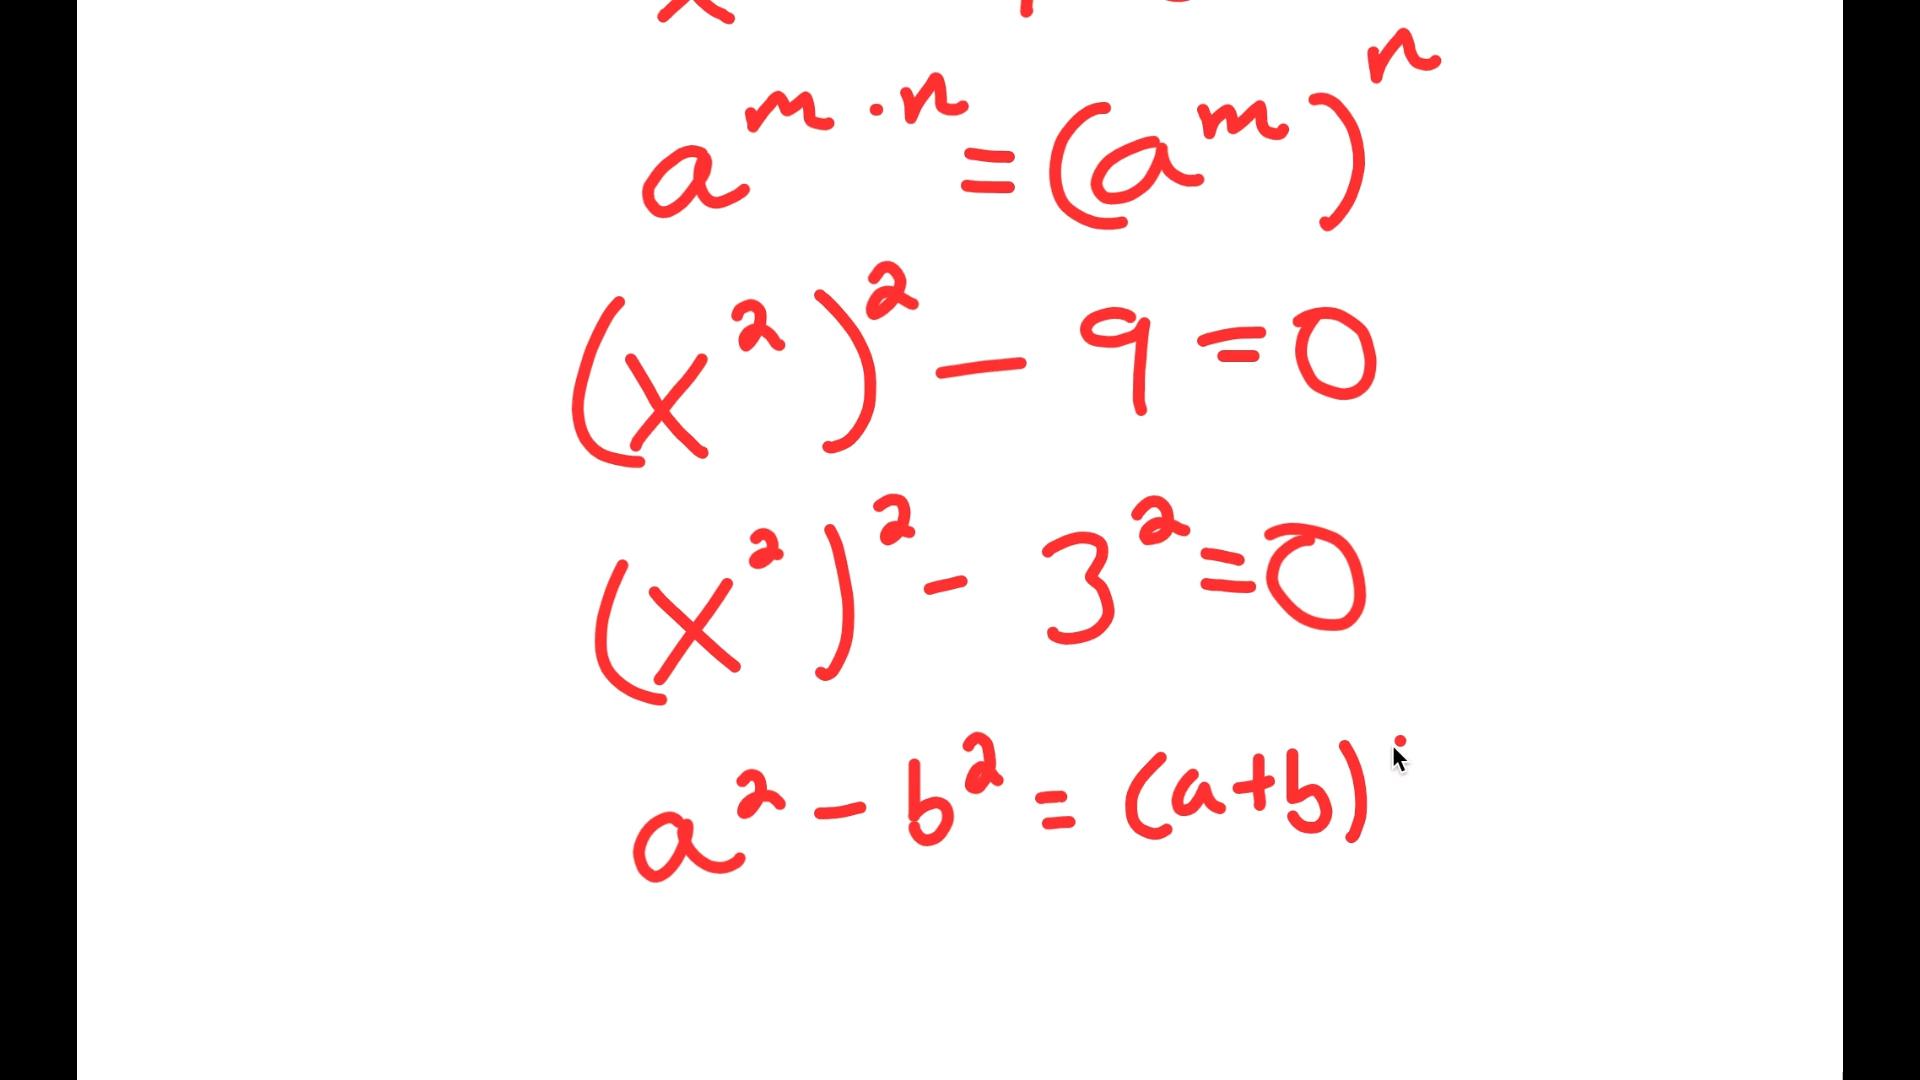 a^{m·n} = (a^m)^n
(x^2)^2 - 9 = 0
(x^2)^2 - 3^2 = 0
a^2 - b^2 = (a+b)